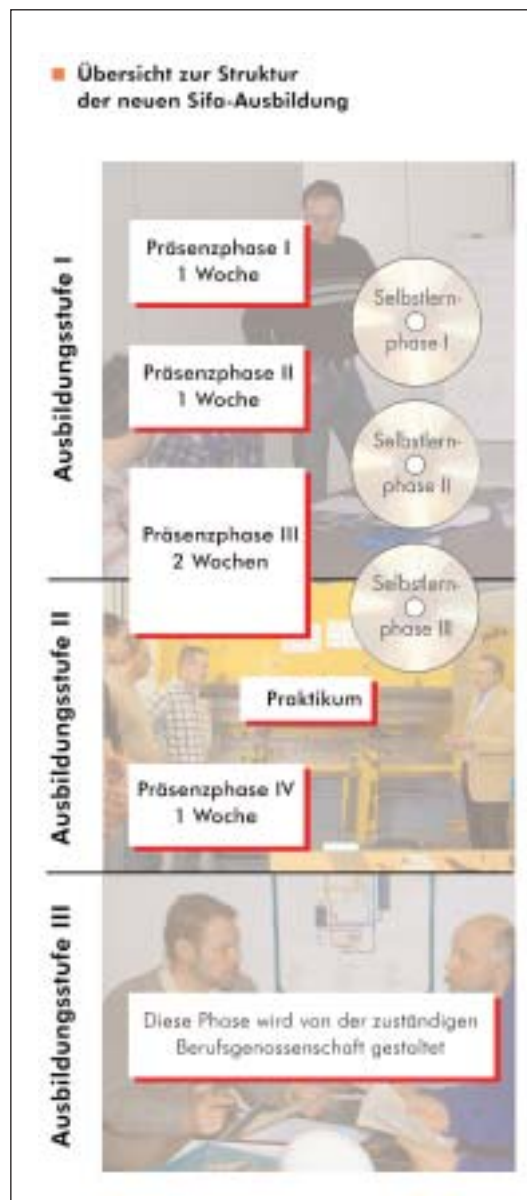 Übersicht zur Struktur
der neuen Sifa-Ausbildung
Ausbildungsstufe I
Präsenzphase I
1 Woche
Selbstlern-
phase I
Präsenzphase II
1 Woche
Selbstlern-
phase II
Präsenzphase III
2 Wochen
Selbstlern-
phase III
Ausbildungsstufe II
Praktikum
Präsenzphase IV
1 Woche
Ausbildungsstufe III
Diese Phase wird von der zuständigen
Berufsgenossenschaft gestaltet